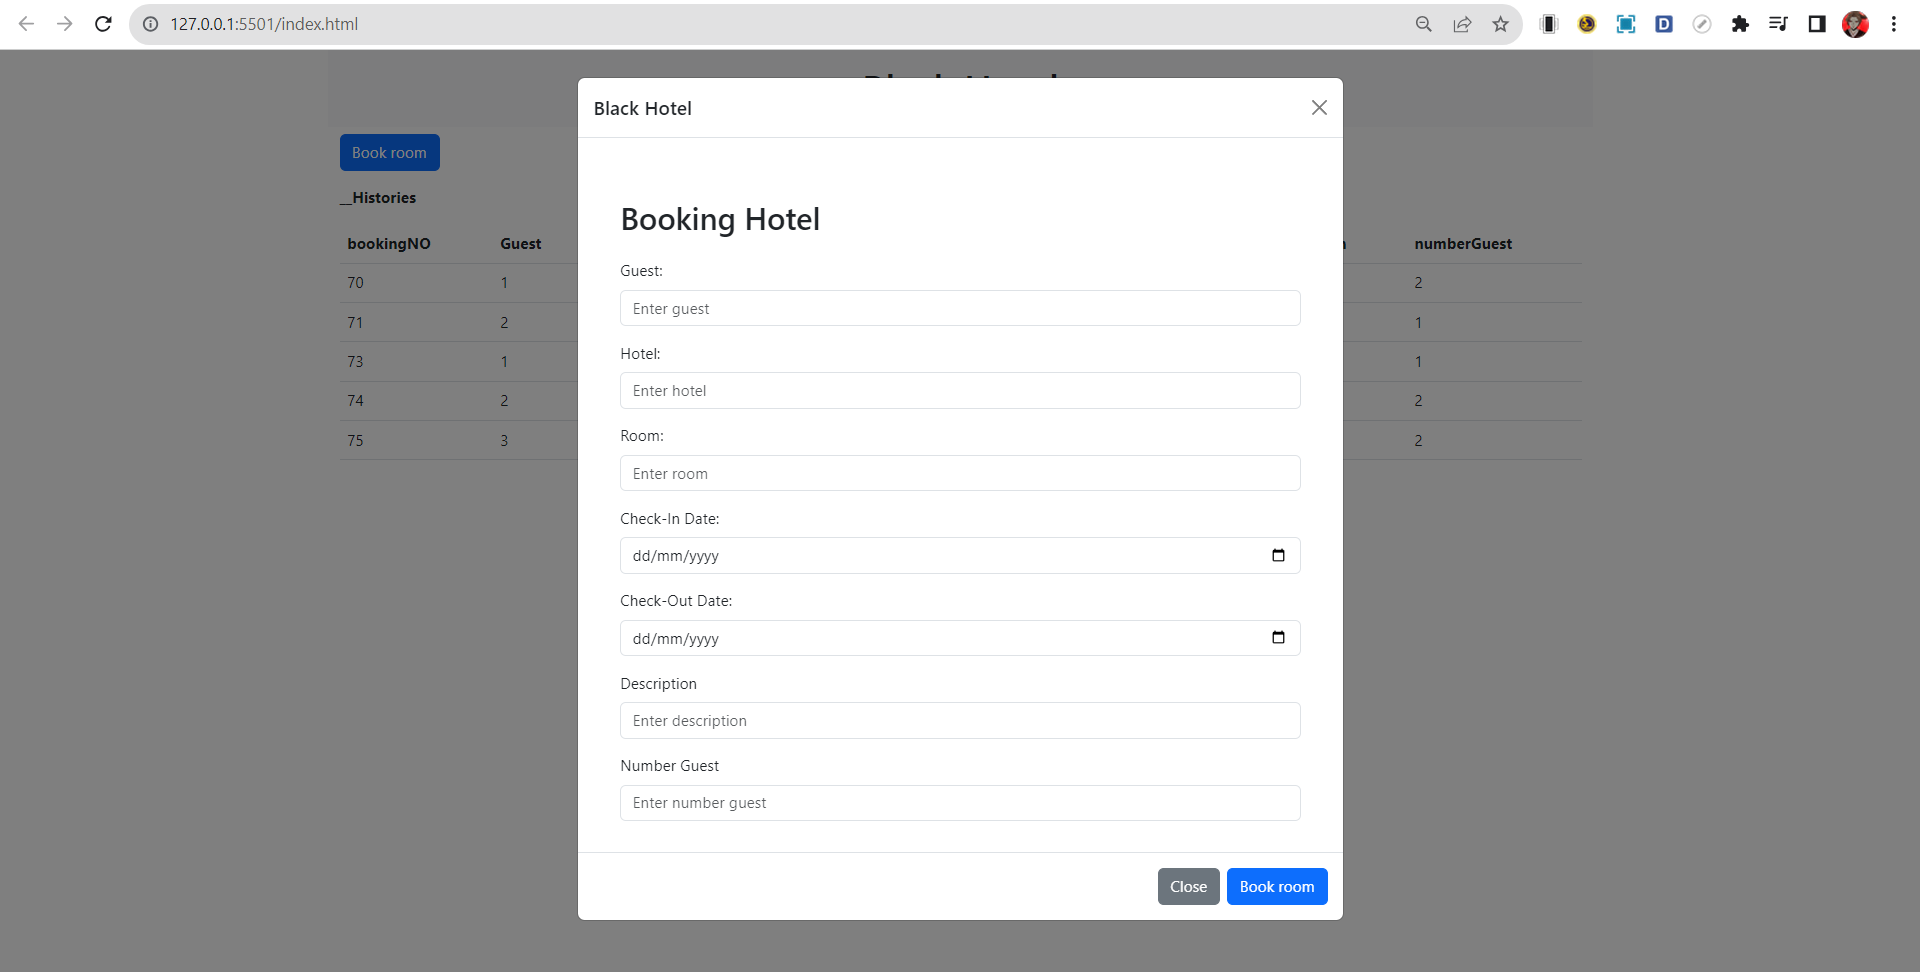 127.0.0.1:5501/index.html
Black Hotel
Book room
__Histories
bookingNO Guest numberGuest
70 1 2
71 2 1
73 1 1
74 2 2
75 3 2
Booking Hotel
Guest:
Enter guest
Hotel:
Enter hotel
Room:
Enter room
Check-In Date:
dd/mm/yyyy
Check-Out Date:
dd/mm/yyyy
Description
Enter description
Number Guest
Enter number guest
Close Book room